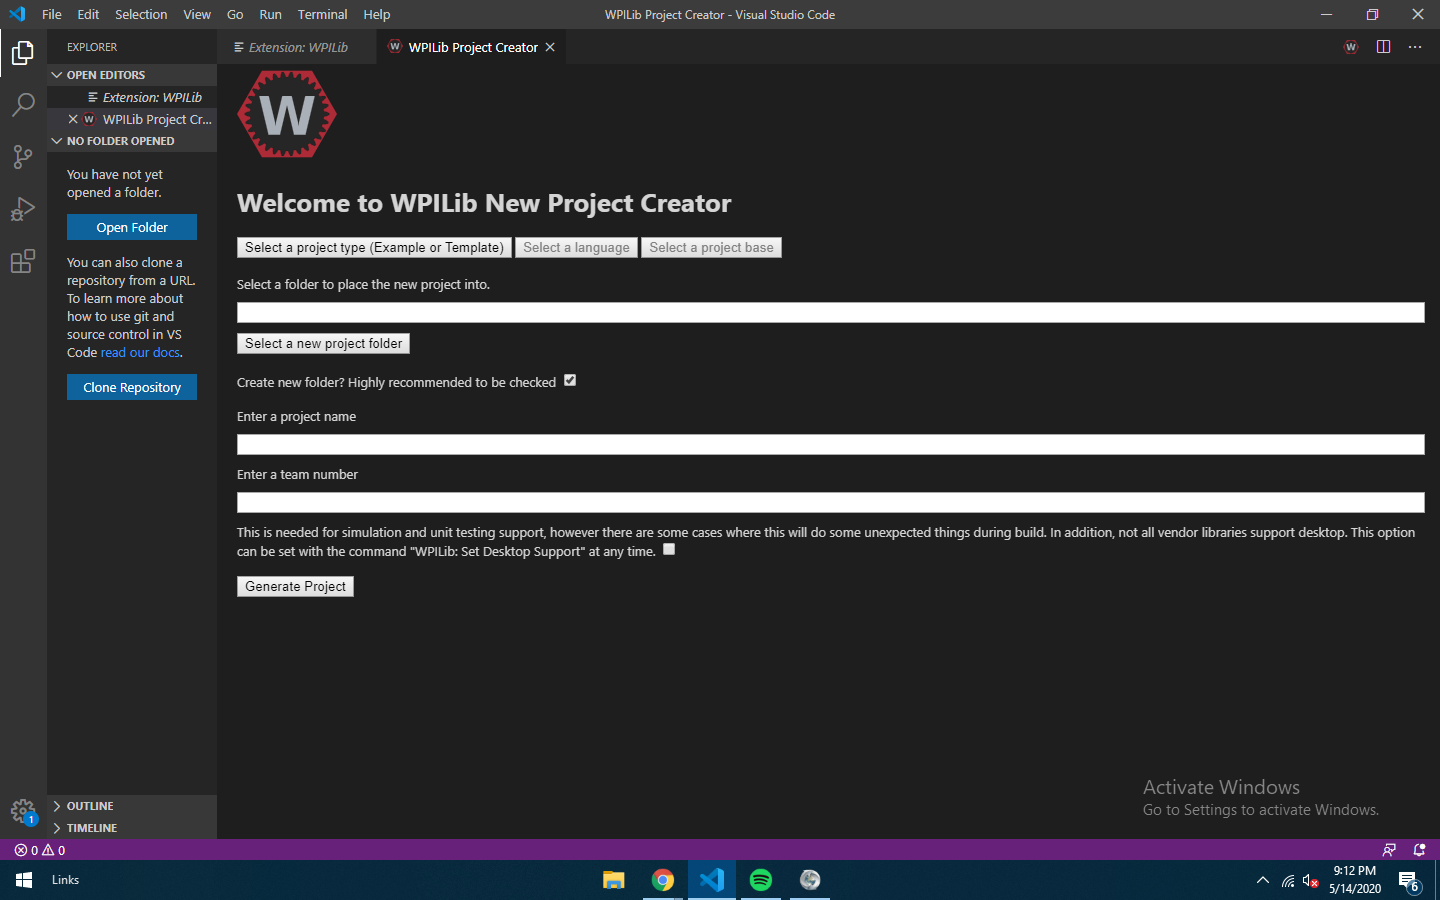 File Edit Selection View Go Run Terminal Help
WPILib Project Creator - Visual Studio Code
EXPLORER
OPEN EDITORS
Extension: WPILib
WPILib Project Cr...
NO FOLDER OPENED
You have not yet
opened a folder.
Open Folder
You can also clone a
repository from a URL.
To learn more about
how to use git and
source control in VS
Code read our docs.
Clone Repository
OUTLINE
TIMELINE
1
Extension: WPILib
W WPILib Project Creator
W
W
Welcome to WPILib New Project Creator
Select a project type (Example or Template) Select a language Select a project base
Select a folder to place the new project into.
Select a new project folder
Create new folder? Highly recommended to be checked
Enter a project name
Enter a team number
This is needed for simulation and unit testing support, however there are some cases where this will do some unexpected things during build. In addition, not all vendor libraries support desktop. This option
can be set with the command "WPILib: Set Desktop Support" at any time.
Generate Project
Activate Windows
Go to Settings to activate Windows.
0 0
Links
9:12 PM
5/14/2020
6